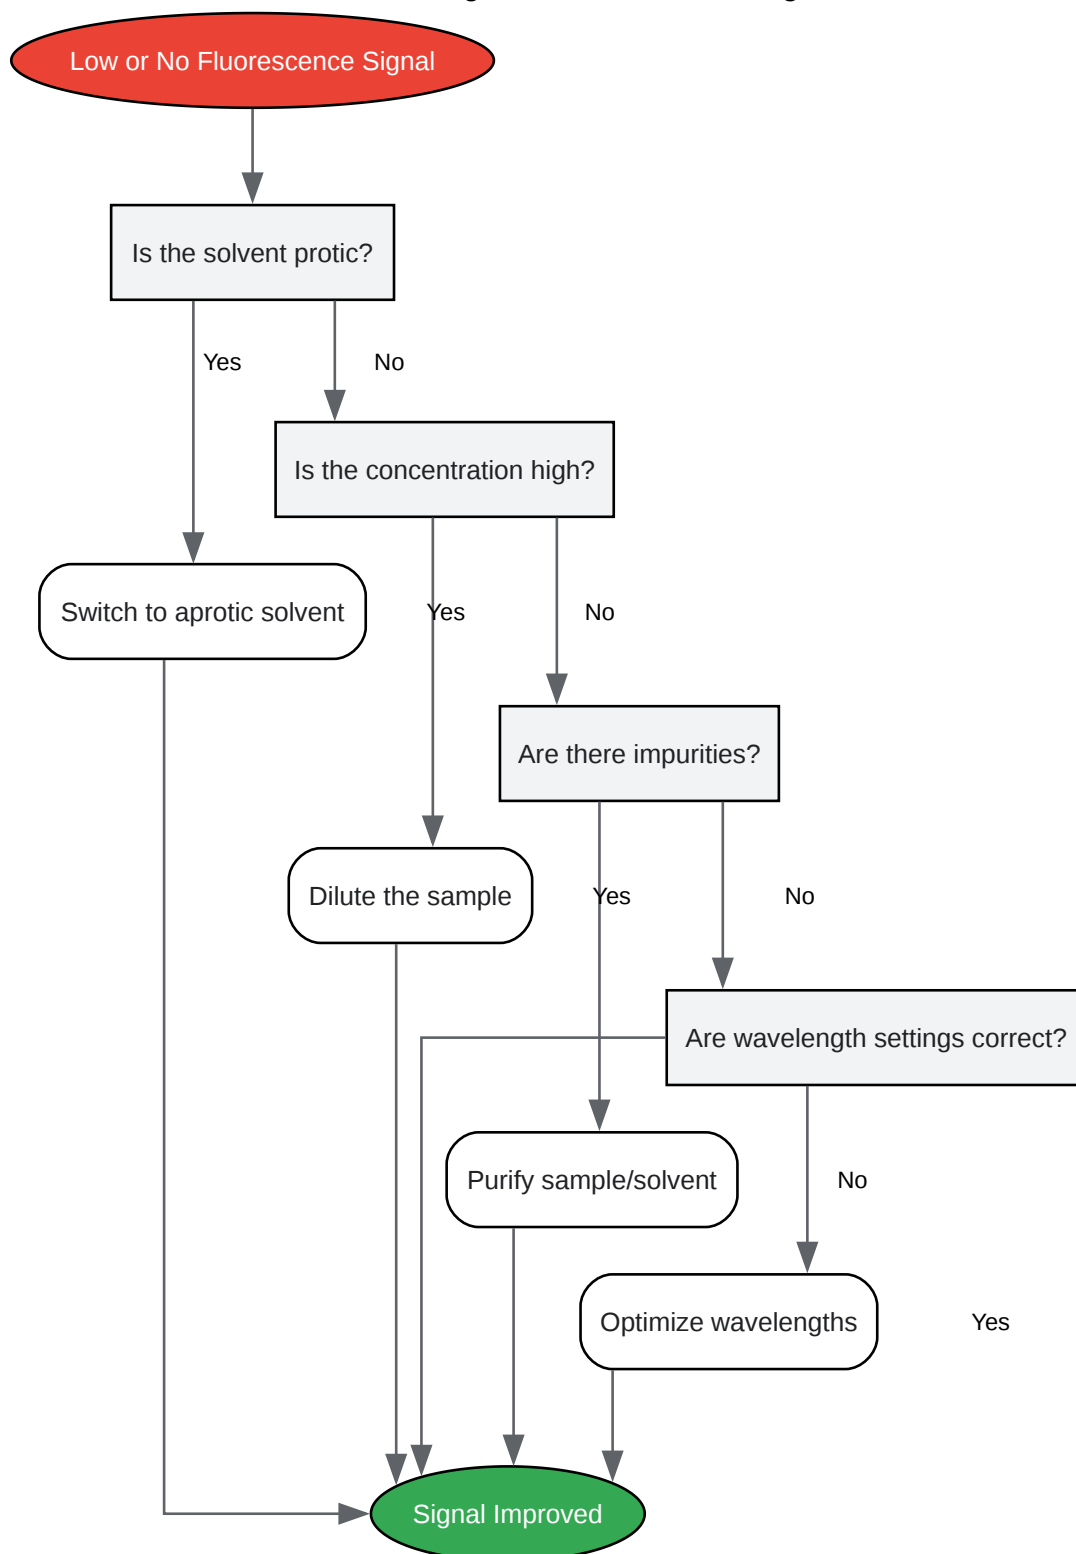 Low or No Fluorescence Signal
Is the solvent protic?
Yes
No
Is the concentration high?
Switch to aprotic solvent
Yes
No
Are there impurities?
Dilute the sample
Yes
No
Are wavelength settings correct?
Purify sample/solvent
No
Optimize wavelengths
Yes
Signal Improved